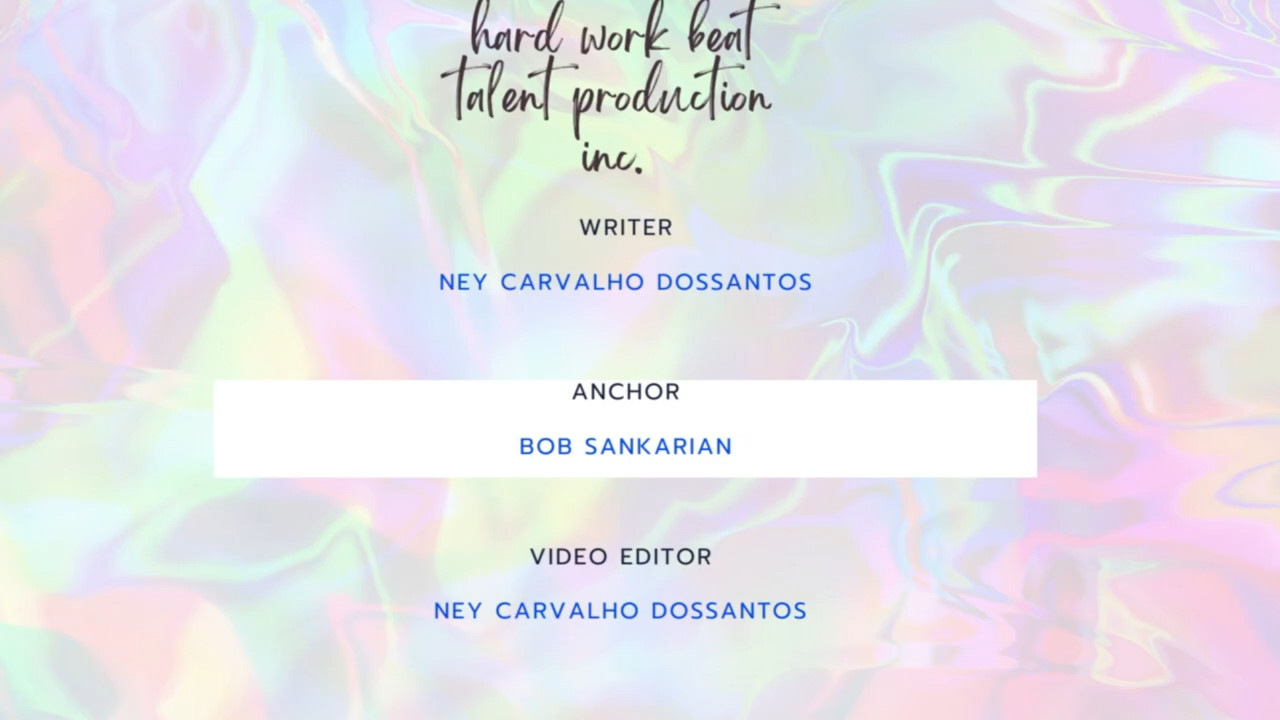 hard work beat
talent production
inc.
WRITER
NEY CARVALHO DOSSANTOS
ANCHOR
BOB SANKARIAN
VIDEO EDITOR
NEY CARVALHO DOSSANTOS